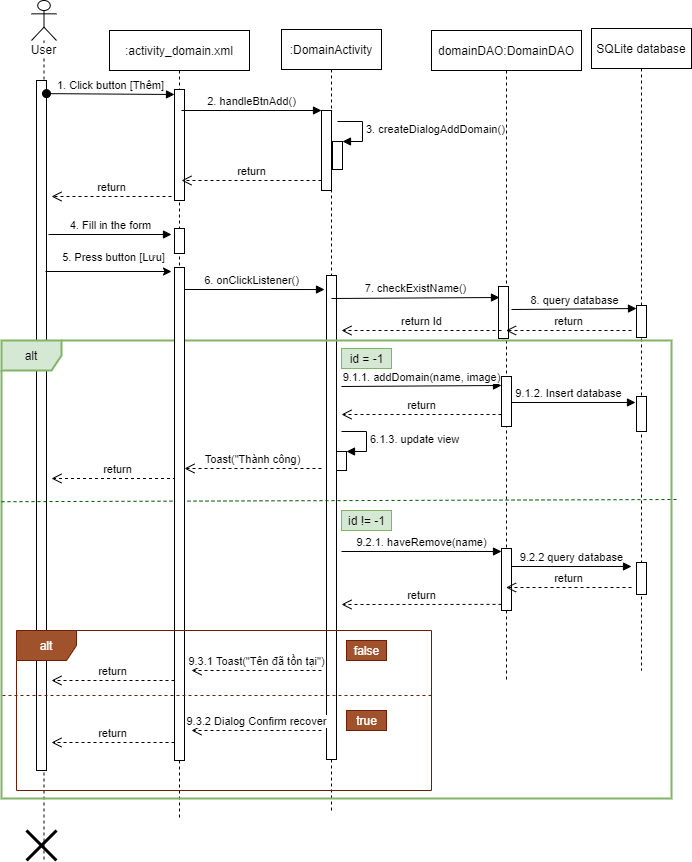 User
:activity_domain.xml
:DomainActivity
domainDAO:DomainDAO
SQLite database
1. Click button [Thêm]
2. handleBtnAdd()
3. createDialogAddDomain()
return
return
4. Fill in the form
5. Press button [Lưu]
6. onClickListener()
7. checkExistName()
8. query database
return Id
return
alt
id = -1
9.1.1. addDomain(name, image)
9.1.2. Insert database
return
6.1.3. update view
Toast("Thành công)
return
id != -1
9.2.1. haveRemove(name)
9.2.2 query database
return
return
alt
false
9.3.1 Toast("Tên đã tồn tại")
return
9.3.2 Dialog Confirm recover
true
return